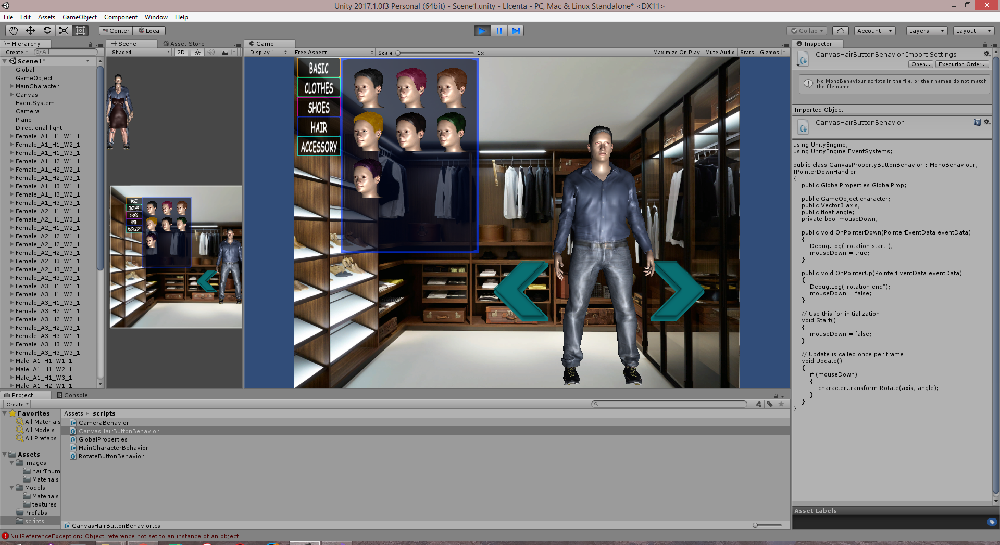 Unity 2017.1.0f3 Personal (64bit) - Scene1.unity - LIcenta - PC, Mac & Linux Standalone* <DX11>
File Edit Assets GameObject Component Window Help
Center Local
Collab Account Layers Layout
Hierarchy
Create All
Scene1*
Global
GameObject
MainCharacter
Canvas
EventSystem
Camera
Plane
Directional light
Female_A1_H1_W1_1
Female_A1_H1_W2_1
Female_A1_H1_W3_1
Female_A1_H2_W1_1
Female_A1_H2_W2_1
Female_A1_H2_W3_1
Female_A1_H3_W1_1
Female_A1_H3_W2_1
Female_A1_H3_W3_1
Female_A2_H1_W1_1
Female_A2_H1_W3_1
Female_A2_H1_W2_1
Female_A2_H2_W1_1
Female_A2_H2_W2_1
Female_A2_H2_W3_1
Female_A2_H3_W1_1
Female_A2_H3_W2_1
Female_A2_H3_W3_1
Female_A3_H1_W1_1
Female_A3_H1_W2_1
Female_A3_H1_W3_1
Female_A3_H2_W1_1
Female_A3_H2_W2_1
Female_A3_H2_W3_1
Female_A3_H3_W1_1
Female_A3_H3_W2_1
Female_A3_H3_W3_1
Male_A1_H1_W1_1
Male_A1_H1_W2_1
Male_A1_H1_W3_1
Male_A1_H2_W1_1
Scene Asset Store
Shaded 2D
BASIC
CLOTHES
SHOES
HAIR
ACCESSORY
Game
Display 1 Free Aspect Scale 1x Maximize On Play Mute Audio Stats Gizmos
BASIC
CLOTHES
SHOES
HAIR
ACCESSORY
Inspector
CanvasHairButtonBehavior Import Settings
Open... Execution Order...
No MonoBehaviour scripts in the file, or their names do not match
the file name.
Imported Object
CanvasHairButtonBehavior
using UnityEngine;
using UnityEngine.EventSystems;
public class CanvasPropertyButtonBehavior : MonoBehaviour,
IPointerDownHandler
{
public GlobalProperties GlobalProp;
public GameObject character;
public Vector3 axis;
public float angle;
private bool mouseDown;
public void OnPointerDown(PointerEventData eventData)
{
Debug.Log("rotation start");
mouseDown = true;
}
public void OnPointerUp(PointerEventData eventData)
{
Debug.Log("rotation end");
mouseDown = false;
}
// Use this for initialization
void Start()
{
mouseDown = false;
}
// Update is called once per frame
void Update()
{
if (mouseDown)
{
character.transform.Rotate(axis, angle);
}
}
}
Asset Labels
Project Console
Create
Favorites
All Materials
All Models
All Prefabs
Assets
images
hairThum
Materials
Models
Materials
textures
Prefabs
scripts
Assets scripts
CameraBehavior
CanvasHairButtonBehavior
GlobalProperties
MainCharacterBehavior
RotateButtonBehavior
CanvasHairButtonBehavior.cs
NullReferenceException: Object reference not set to an instance of an object